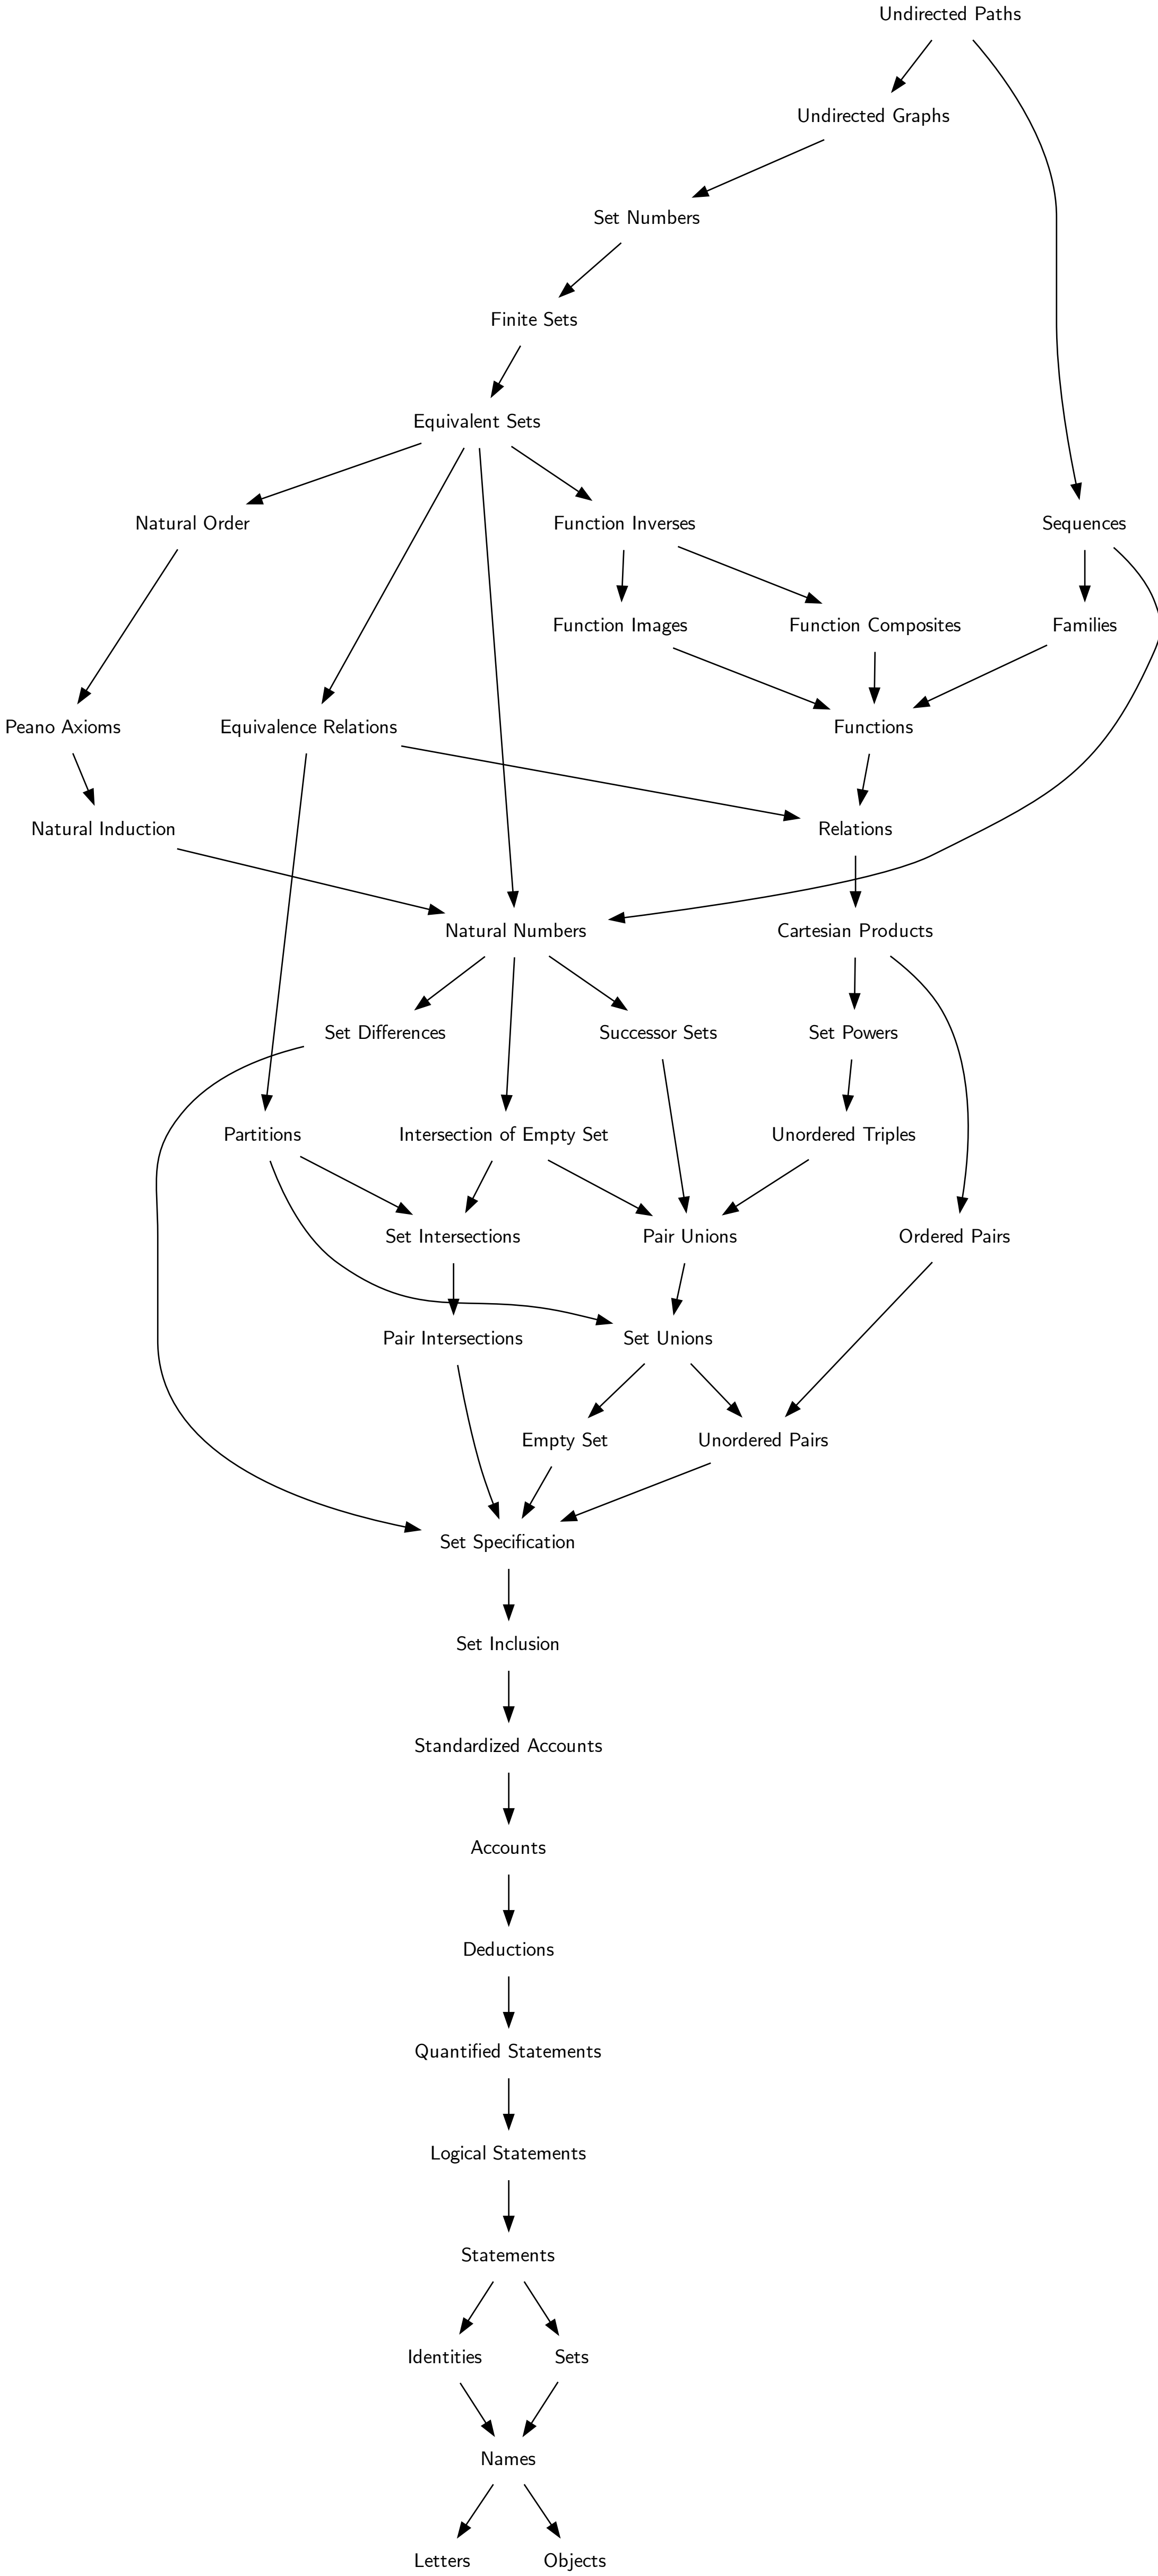 Undirected Paths
Undirected Graphs
Set Numbers
Finite Sets
Equivalent Sets
Natural Order
Function Inverses
Sequences
Function Images
Function Composites
Families
Peano Axioms
Equivalence Relations
Functions
Natural Induction
Relations
Natural Numbers
Cartesian Products
Set Differences
Successor Sets
Set Powers
Partitions
Intersection of Empty Set
Unordered Triples
Set Intersections
Pair Unions
Ordered Pairs
Pair Intersections
Set Unions
Empty Set
Unordered Pairs
Set Specification
Set Inclusion
Standardized Accounts
Accounts
Deductions
Quantified Statements
Logical Statements
Statements
Identities
Sets
Names
Letters
Objects